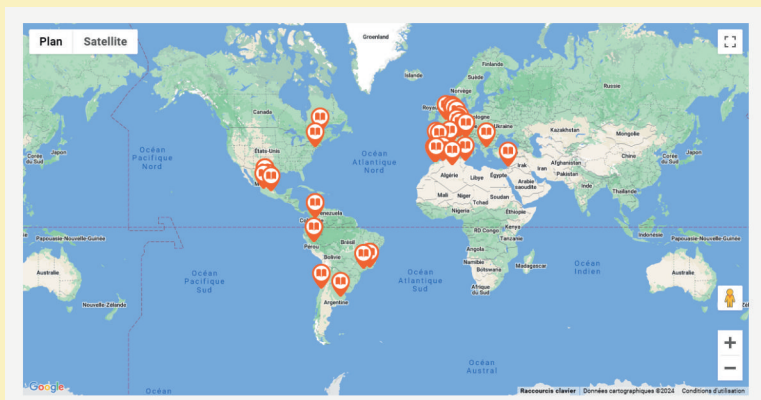 Plan Satellite
Groenland
Islande
Finlande
Suède
Norvège
Russie
Canada
Ukraine
Kazakhstan
Mongolie
Japon
États-Unis
Océan
Pacifique
Nord
Océan
Atlantique
Nord
Chine
Japon
Afghanistan
Pakistan
Irak
Iran
Algérie
Libye
Égypte
Arabie
saoudite
Inde
Thaïlande
Mali
Niger
Tchad
Soudan
Nigeria
Éthiopie
Kenya
RD Congo
Tanzanie
Indonésie
Papouasie-Nouvelle-Guinée
Papouasie-Nouvelle-Guinée
Pérou
Brésil
Bolivie
Angola
Namibie
Botswana
Madagascar
Afrique
du Sud
Océan
Indien
Australie
Australie
Océan
Pacifique
Sud
Océan
Atlantique
Sud
Nouvelle-Zélande
Argentine
Océan
Austral
Océan
Google
Raccourcis clavier
Données cartographiques ©2024
Conditions d'utilisation